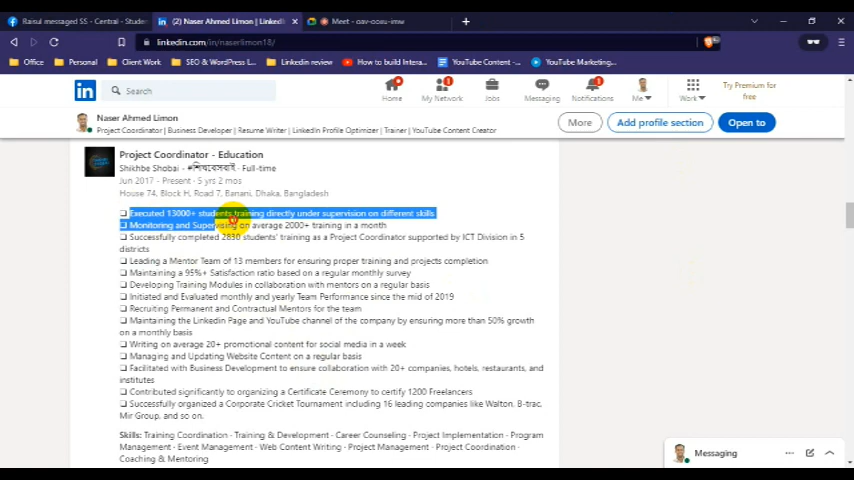 Raisul messaged SS - Central - Studen
(2) Naser Ahmed Limon | LinkedI
Meet - oav-ooxu-imw
linkedin.com/in/naserlimon18/
Office
Personal
Client Work
SEO & WordPress L...
Linkedin review
How to build Intera...
YouTube Content -...
YouTube Marketing...
in
Search
Home
My Network
Jobs
Messaging
Notifications
Me
Work
Try Premium for
free
Naser Ahmed Limon
Project Coordinator | Business Developer | Resume Writer | LinkedIn Profile Optimizer | Trainer | YouTube Content Creator
More
Add profile section
Open to
Project Coordinator - Education
Shikhbe Shobai - #শিখবেসবাই · Full-time
Jun 2017 - Present · 5 yrs 2 mos
House 74, Block H, Road 7, Banani, Dhaka, Bangladesh
❑ Executed 13000+ students training directly under supervision on different skills.
❑ Monitoring and Supervising on average 2000+ training in a month
❑ Successfully completed 2830 students' training as a Project Coordinator supported by ICT Division in 5
districts
❑ Leading a Mentor Team of 13 members for ensuring proper training and projects completion
❑ Maintaining a 95%+ Satisfaction ratio based on a regular monthly survey
❑ Developing Training Modules in collaboration with mentors on a regular basis
❑ Initiated and Evaluated monthly and yearly Team Performance since the mid of 2019
❑ Recruiting Permanent and Contractual Mentors for the team
❑ Maintaining the Linkedin Page and YouTube channel of the company by ensuring more than 50% growth
on a monthly basis
❑ Writing on average 20+ promotional content for social media in a week
❑ Managing and Updating Website Content on a regular basis
❑ Facilitated with Business Development to ensure collaboration with 20+ companies, hotels, restaurants, and
institutes
❑ Contributed significantly to organizing a Certificate Ceremony to certify 1200 Freelancers
❑ Successfully organized a Corporate Cricket Tournament including 16 leading companies like Walton, B-trac,
Mir Group, and so on.
Skills: Training Coordination · Training & Development · Career Counseling · Project Implementation · Program
Management · Event Management · Web Content Writing · Project Management · Project Coordination ·
Coaching & Mentoring
Messaging